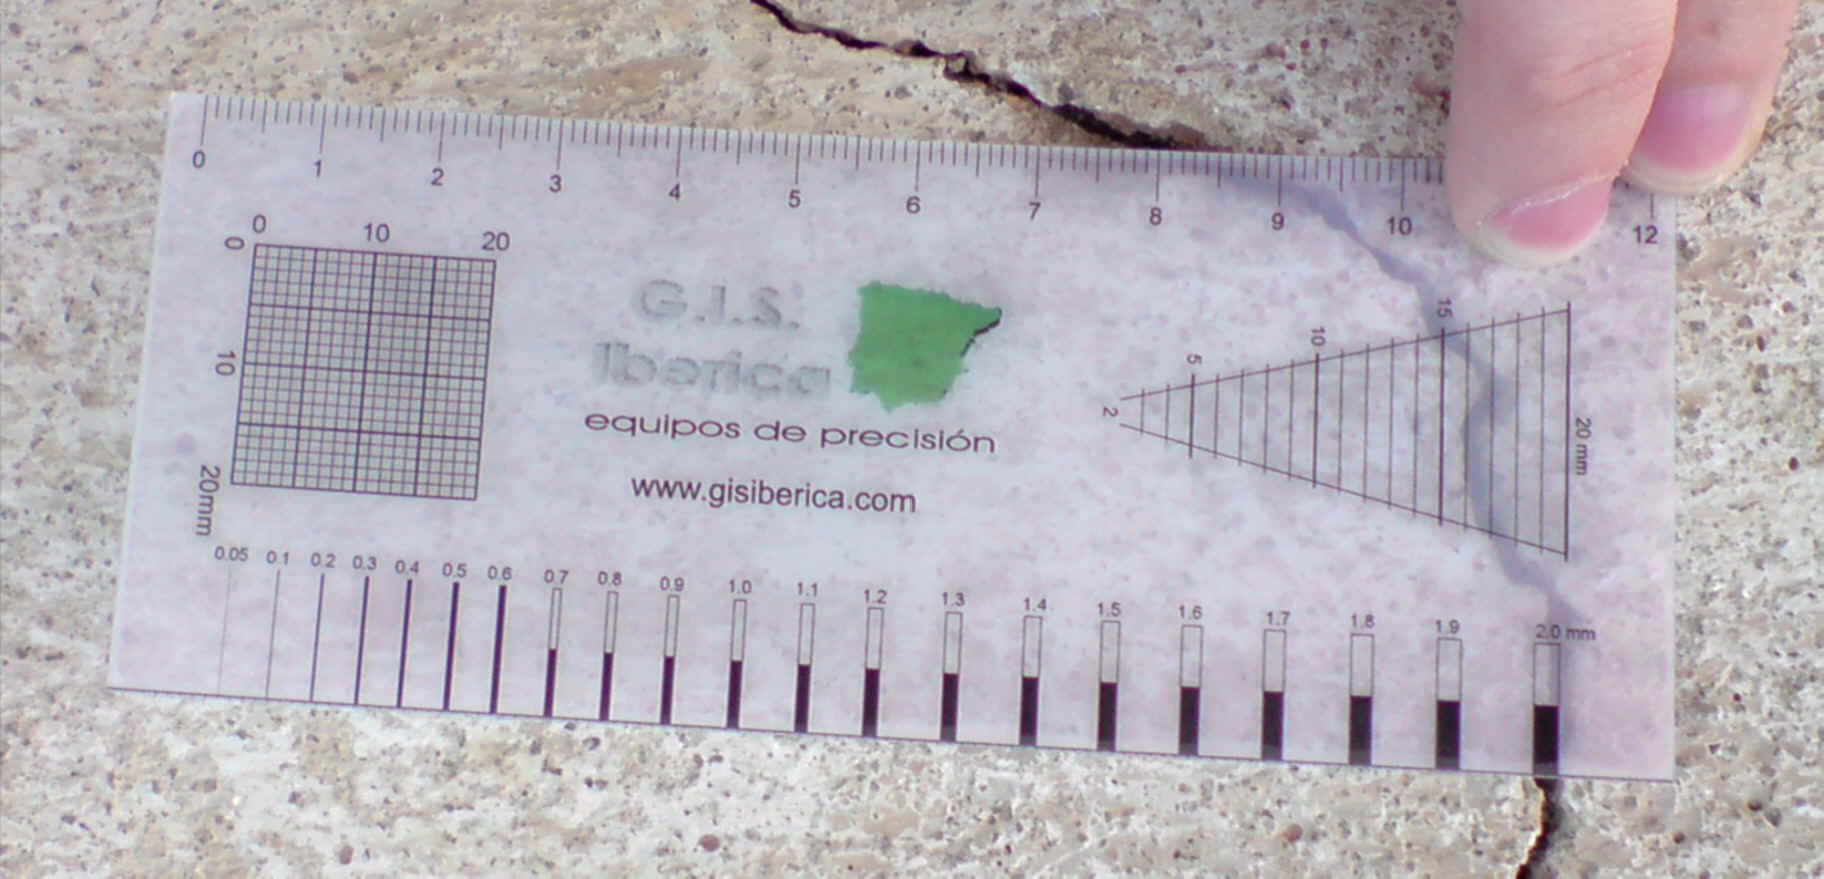 0 1 2 3 4 5 6 7 8 9 10 12
0 10 20
0
10
20mm
G.I.S.
Iberica
equipos de precisión
www.gisiberica.com
2 5 10 15 20 mm
0.05 0.1 0.2 0.3 0.4 0.5 0.6 0.7 0.8 0.9 1.0 1.1 1.2 1.3 1.4 1.5 1.6 1.7 1.8 1.9 2.0 mm